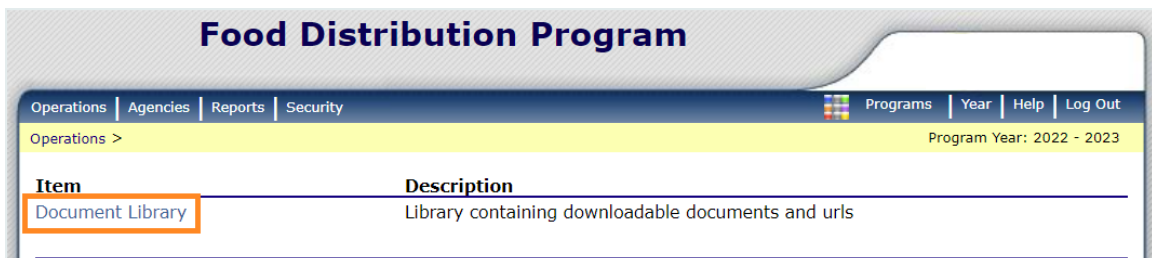 Food Distribution Program
Operations | Agencies | Reports | Security Programs | Year | Help | Log Out
Operations > Program Year: 2022 - 2023
Item Description
Document Library Library containing downloadable documents and urls